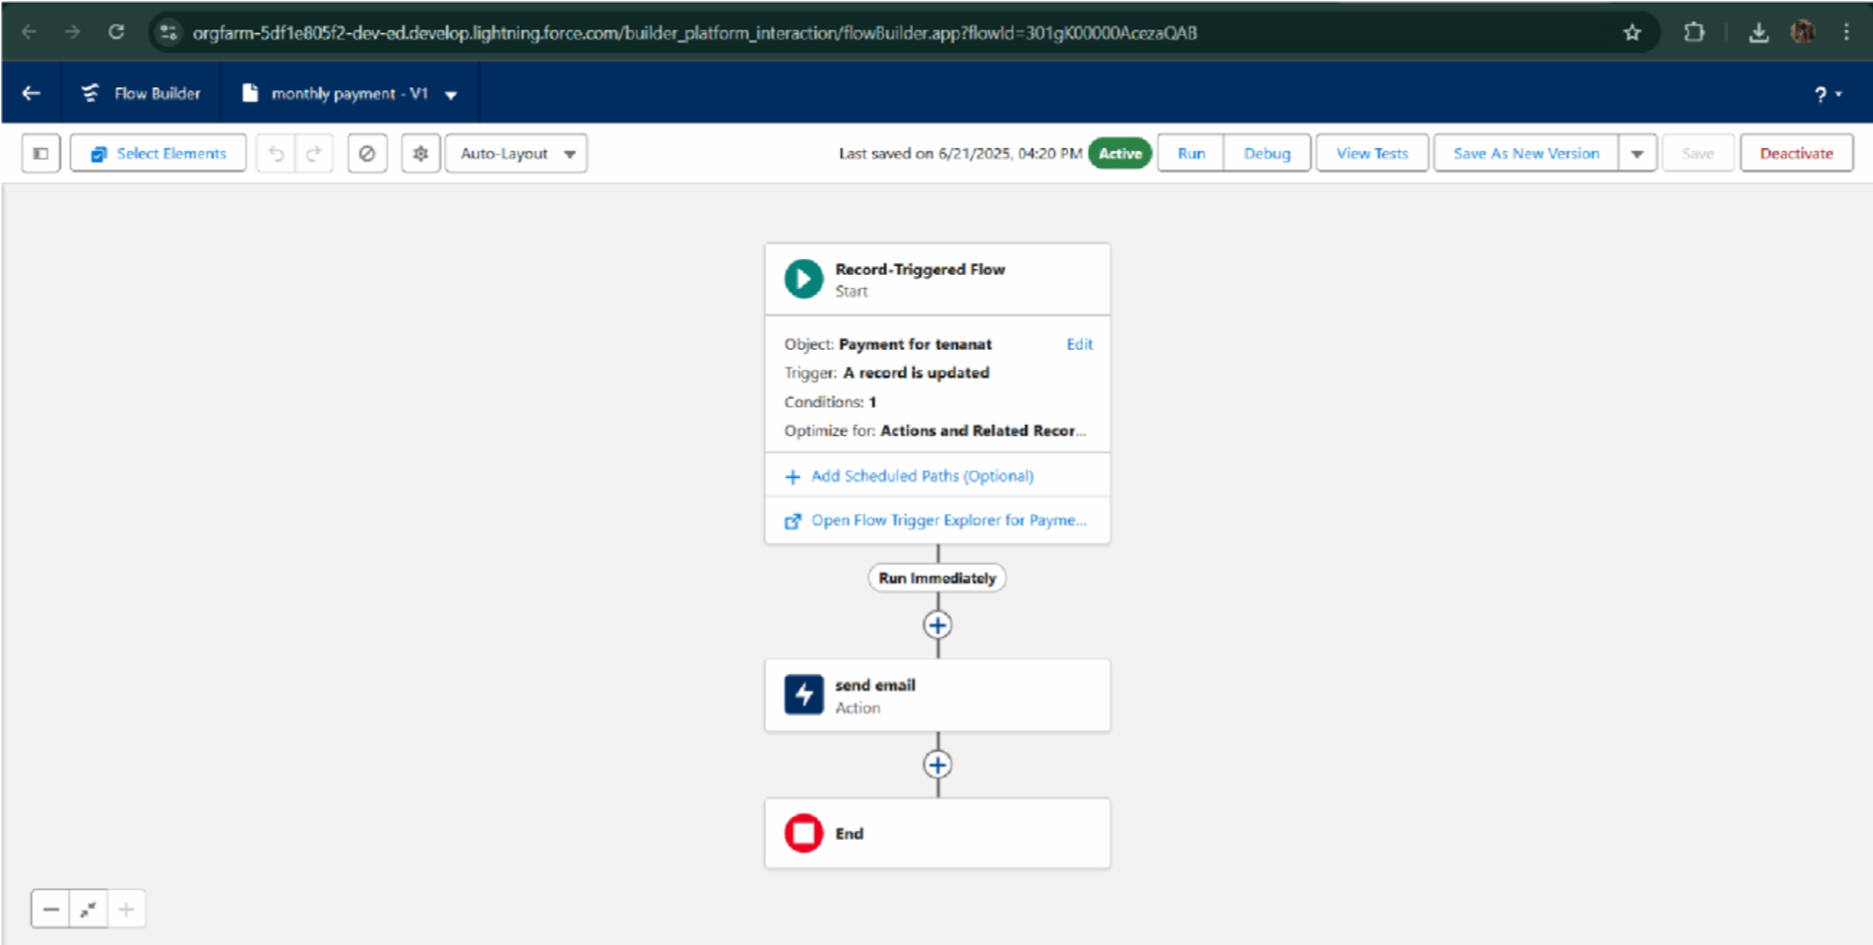 orgfarm-5df1e805f2-dev-ed.develop.lightning.force.com/builder_platform_interaction/flowBuilder.app?flowId=301gK00000AcezaQAB
Flow Builder
monthly payment - V1
?
Select Elements
Auto-Layout
Last saved on 6/21/2025, 04:20 PM
Active
Run
Debug
View Tests
Save As New Version
Save
Deactivate
Record-Triggered Flow
Start
Object: Payment for tenanat
Edit
Trigger: A record is updated
Conditions: 1
Optimize for: Actions and Related Recor...
Add Scheduled Paths (Optional)
Open Flow Trigger Explorer for Payme...
Run Immediately
send email
Action
End